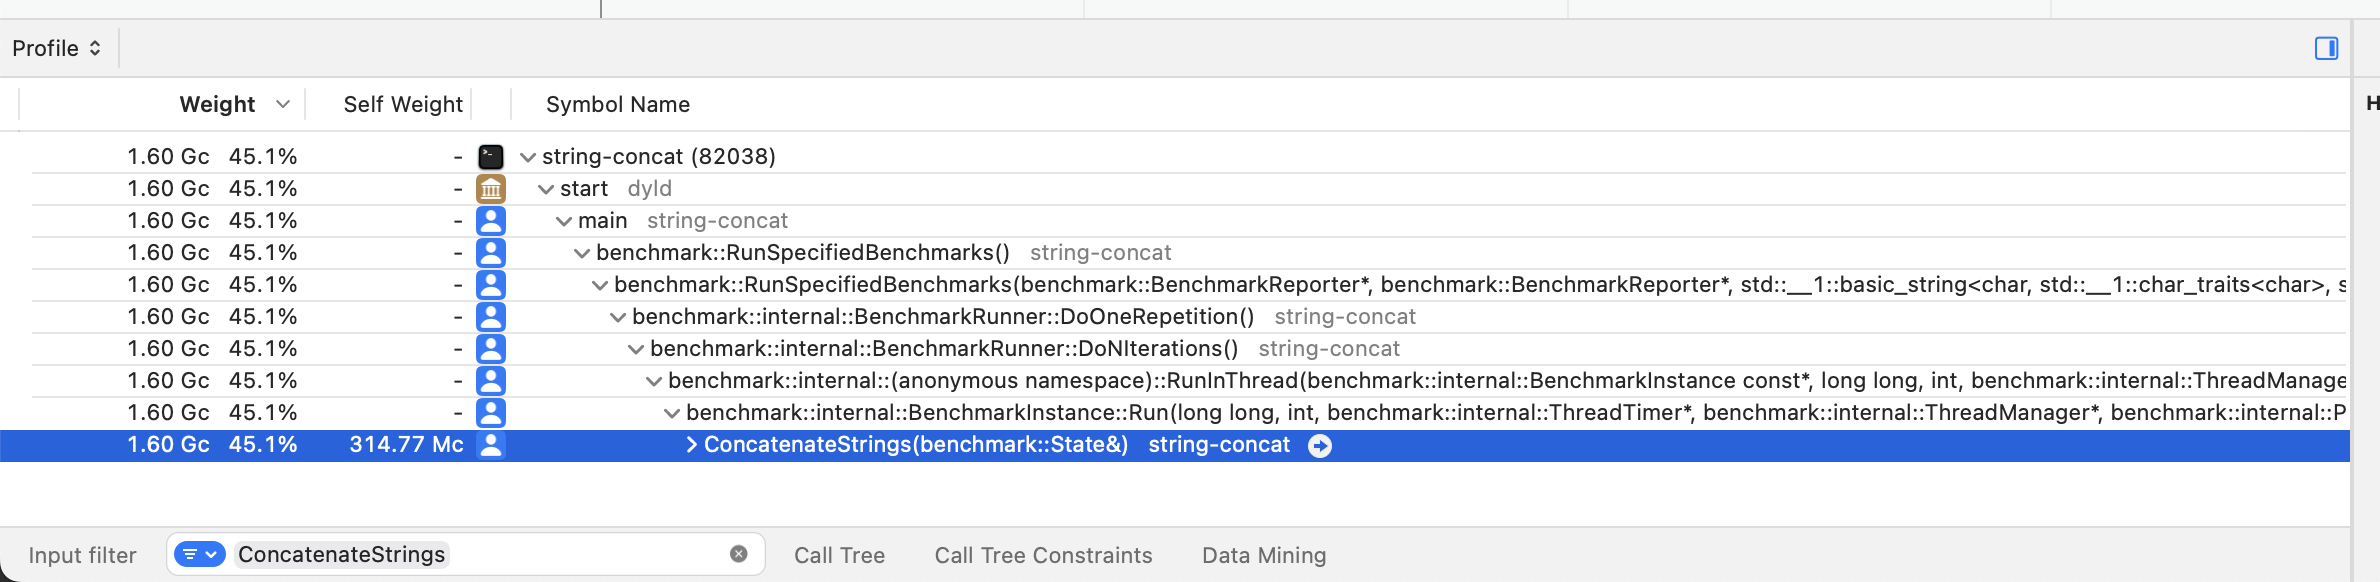 Profile
Weight Self Weight Symbol Name
H
1.60 Gc 45.1% - string-concat (82038)
1.60 Gc 45.1% - start dyld
1.60 Gc 45.1% - main string-concat
1.60 Gc 45.1% - benchmark::RunSpecifiedBenchmarks() string-concat
1.60 Gc 45.1% - benchmark::RunSpecifiedBenchmarks(benchmark::BenchmarkReporter*, benchmark::BenchmarkReporter*, std::__1::basic_string<char, std::__1::char_traits<char>, s
1.60 Gc 45.1% - benchmark::internal::BenchmarkRunner::DoOneRepetition() string-concat
1.60 Gc 45.1% - benchmark::internal::BenchmarkRunner::DoNIterations() string-concat
1.60 Gc 45.1% - benchmark::internal::(anonymous namespace)::RunInThread(benchmark::internal::BenchmarkInstance const*, long long, int, benchmark::internal::ThreadManage
1.60 Gc 45.1% - benchmark::internal::BenchmarkInstance::Run(long long, int, benchmark::internal::ThreadTimer*, benchmark::internal::ThreadManager*, benchmark::internal::P
1.60 Gc 45.1% 314.77 Mc ConcatenateStrings(benchmark::State&) string-concat
Input filter ConcatenateStrings Call Tree Call Tree Constraints Data Mining